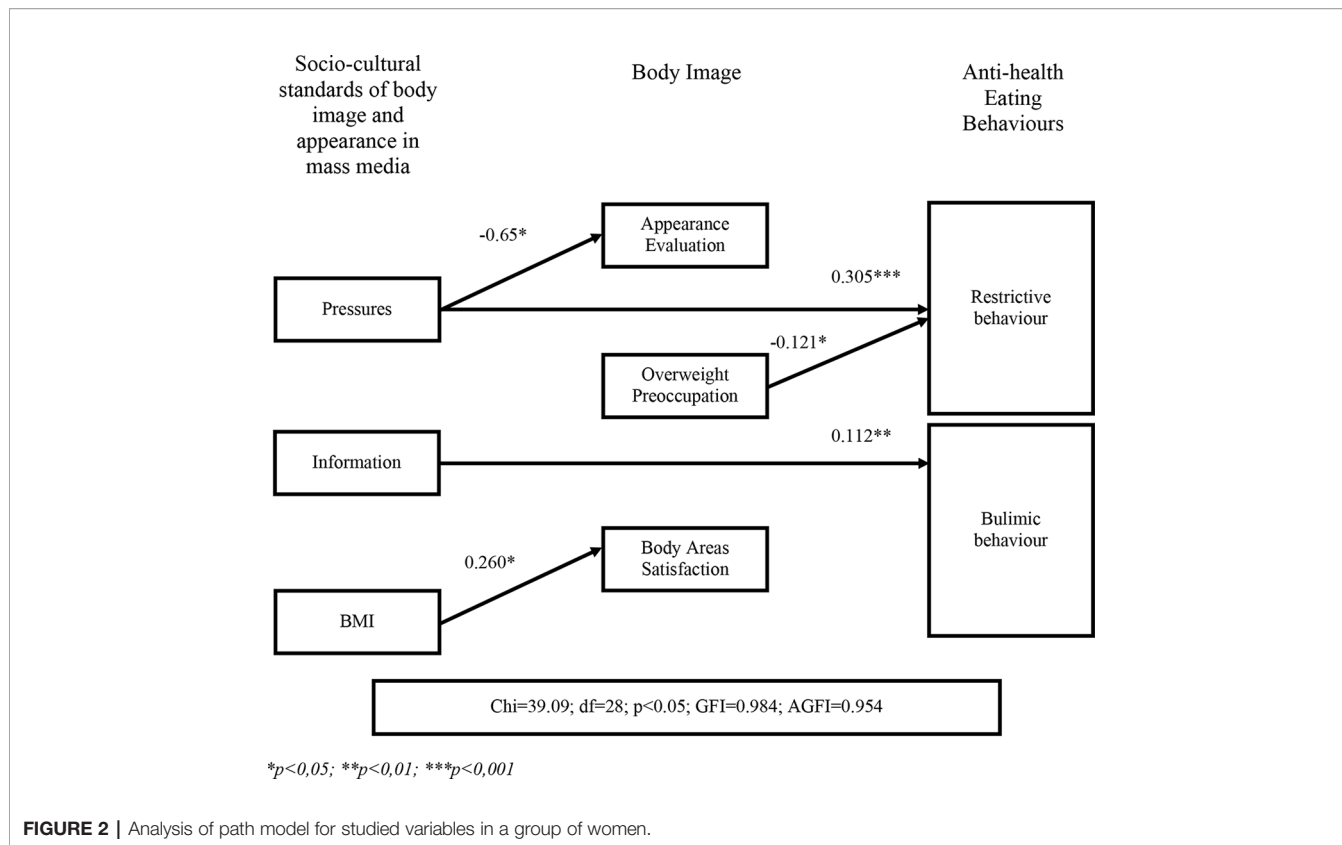 Socio-cultural
standards of body
image and
appearance in
mass media
Body Image
Anti-health
Eating
Behaviours
Appearance
Evaluation
-0.65*
0.305***
Pressures
Restrictive
behaviour
-0.121*
Overweight
Preoccupation
0.112**
Information
Bulimic
behaviour
Body Areas
Satisfaction
0.260*
BMI
Chi=39.09; df=28; p<0.05; GFI=0.984; AGFI=0.954
*p<0,05; **p<0,01; ***p<0,001
FIGURE 2 | Analysis of path model for studied variables in a group of women.